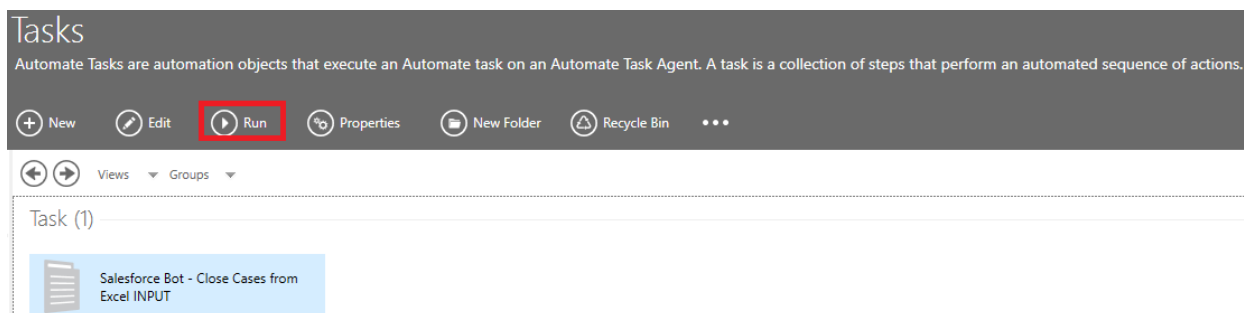 Tasks
Automate Tasks are automation objects that execute an Automate task on an Automate Task Agent. A task is a collection of steps that perform an automated sequence of actions.
New Edit Run Properties New Folder Recycle Bin •••
Views Groups
Task (1)
Salesforce Bot - Close Cases from
Excel INPUT